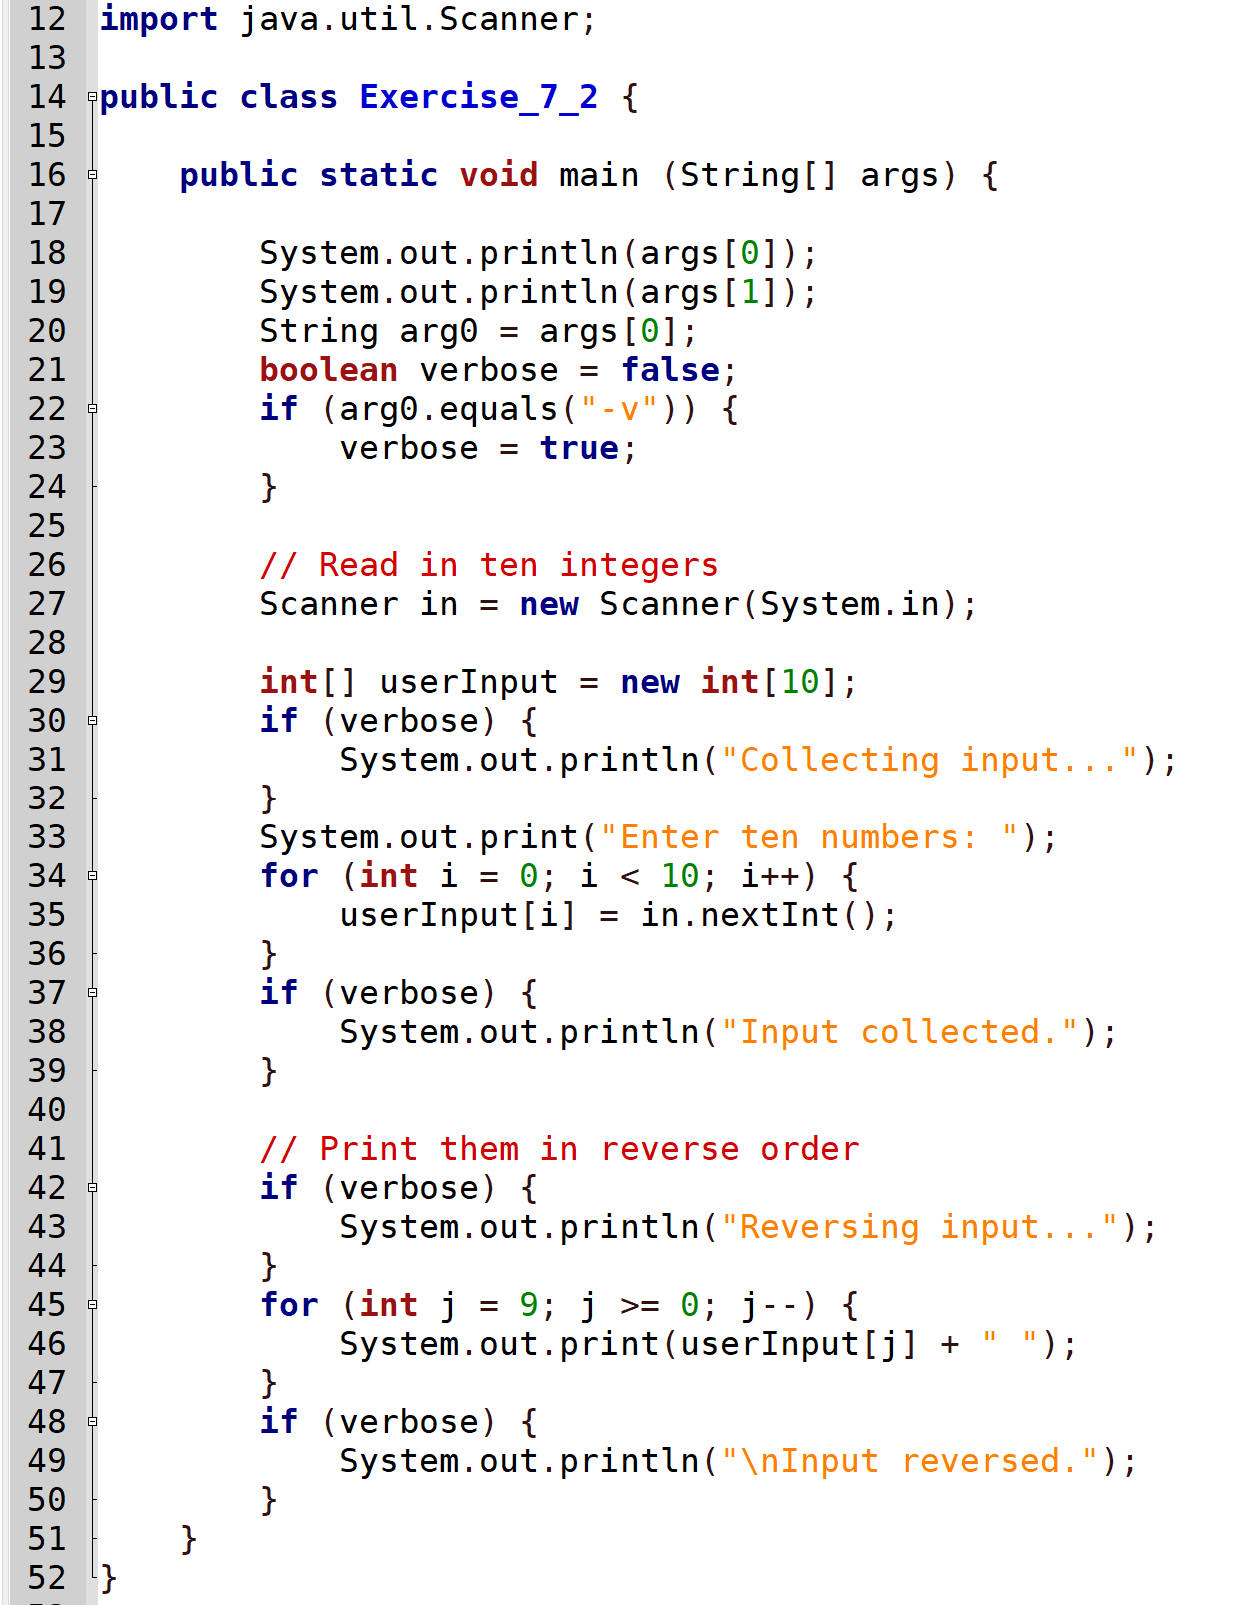 12 import java.util.Scanner;
13
14 public class Exercise_7_2 {
15
16     public static void main (String[] args) {
17
18         System.out.println(args[0]);
19         System.out.println(args[1]);
20         String arg0 = args[0];
21         boolean verbose = false;
22         if (arg0.equals("-v")) {
23             verbose = true;
24         }
25
26         // Read in ten integers
27         Scanner in = new Scanner(System.in);
28
29         int[] userInput = new int[10];
30         if (verbose) {
31             System.out.println("Collecting input...");
32         }
33         System.out.print("Enter ten numbers: ");
34         for (int i = 0; i < 10; i++) {
35             userInput[i] = in.nextInt();
36         }
37         if (verbose) {
38             System.out.println("Input collected.");
39         }
40
41         // Print them in reverse order
42         if (verbose) {
43             System.out.println("Reversing input...");
44         }
45         for (int j = 9; j >= 0; j--) {
46             System.out.print(userInput[j] + " ");
47         }
48         if (verbose) {
49             System.out.println("\nInput reversed.");
50         }
51     }
52 }